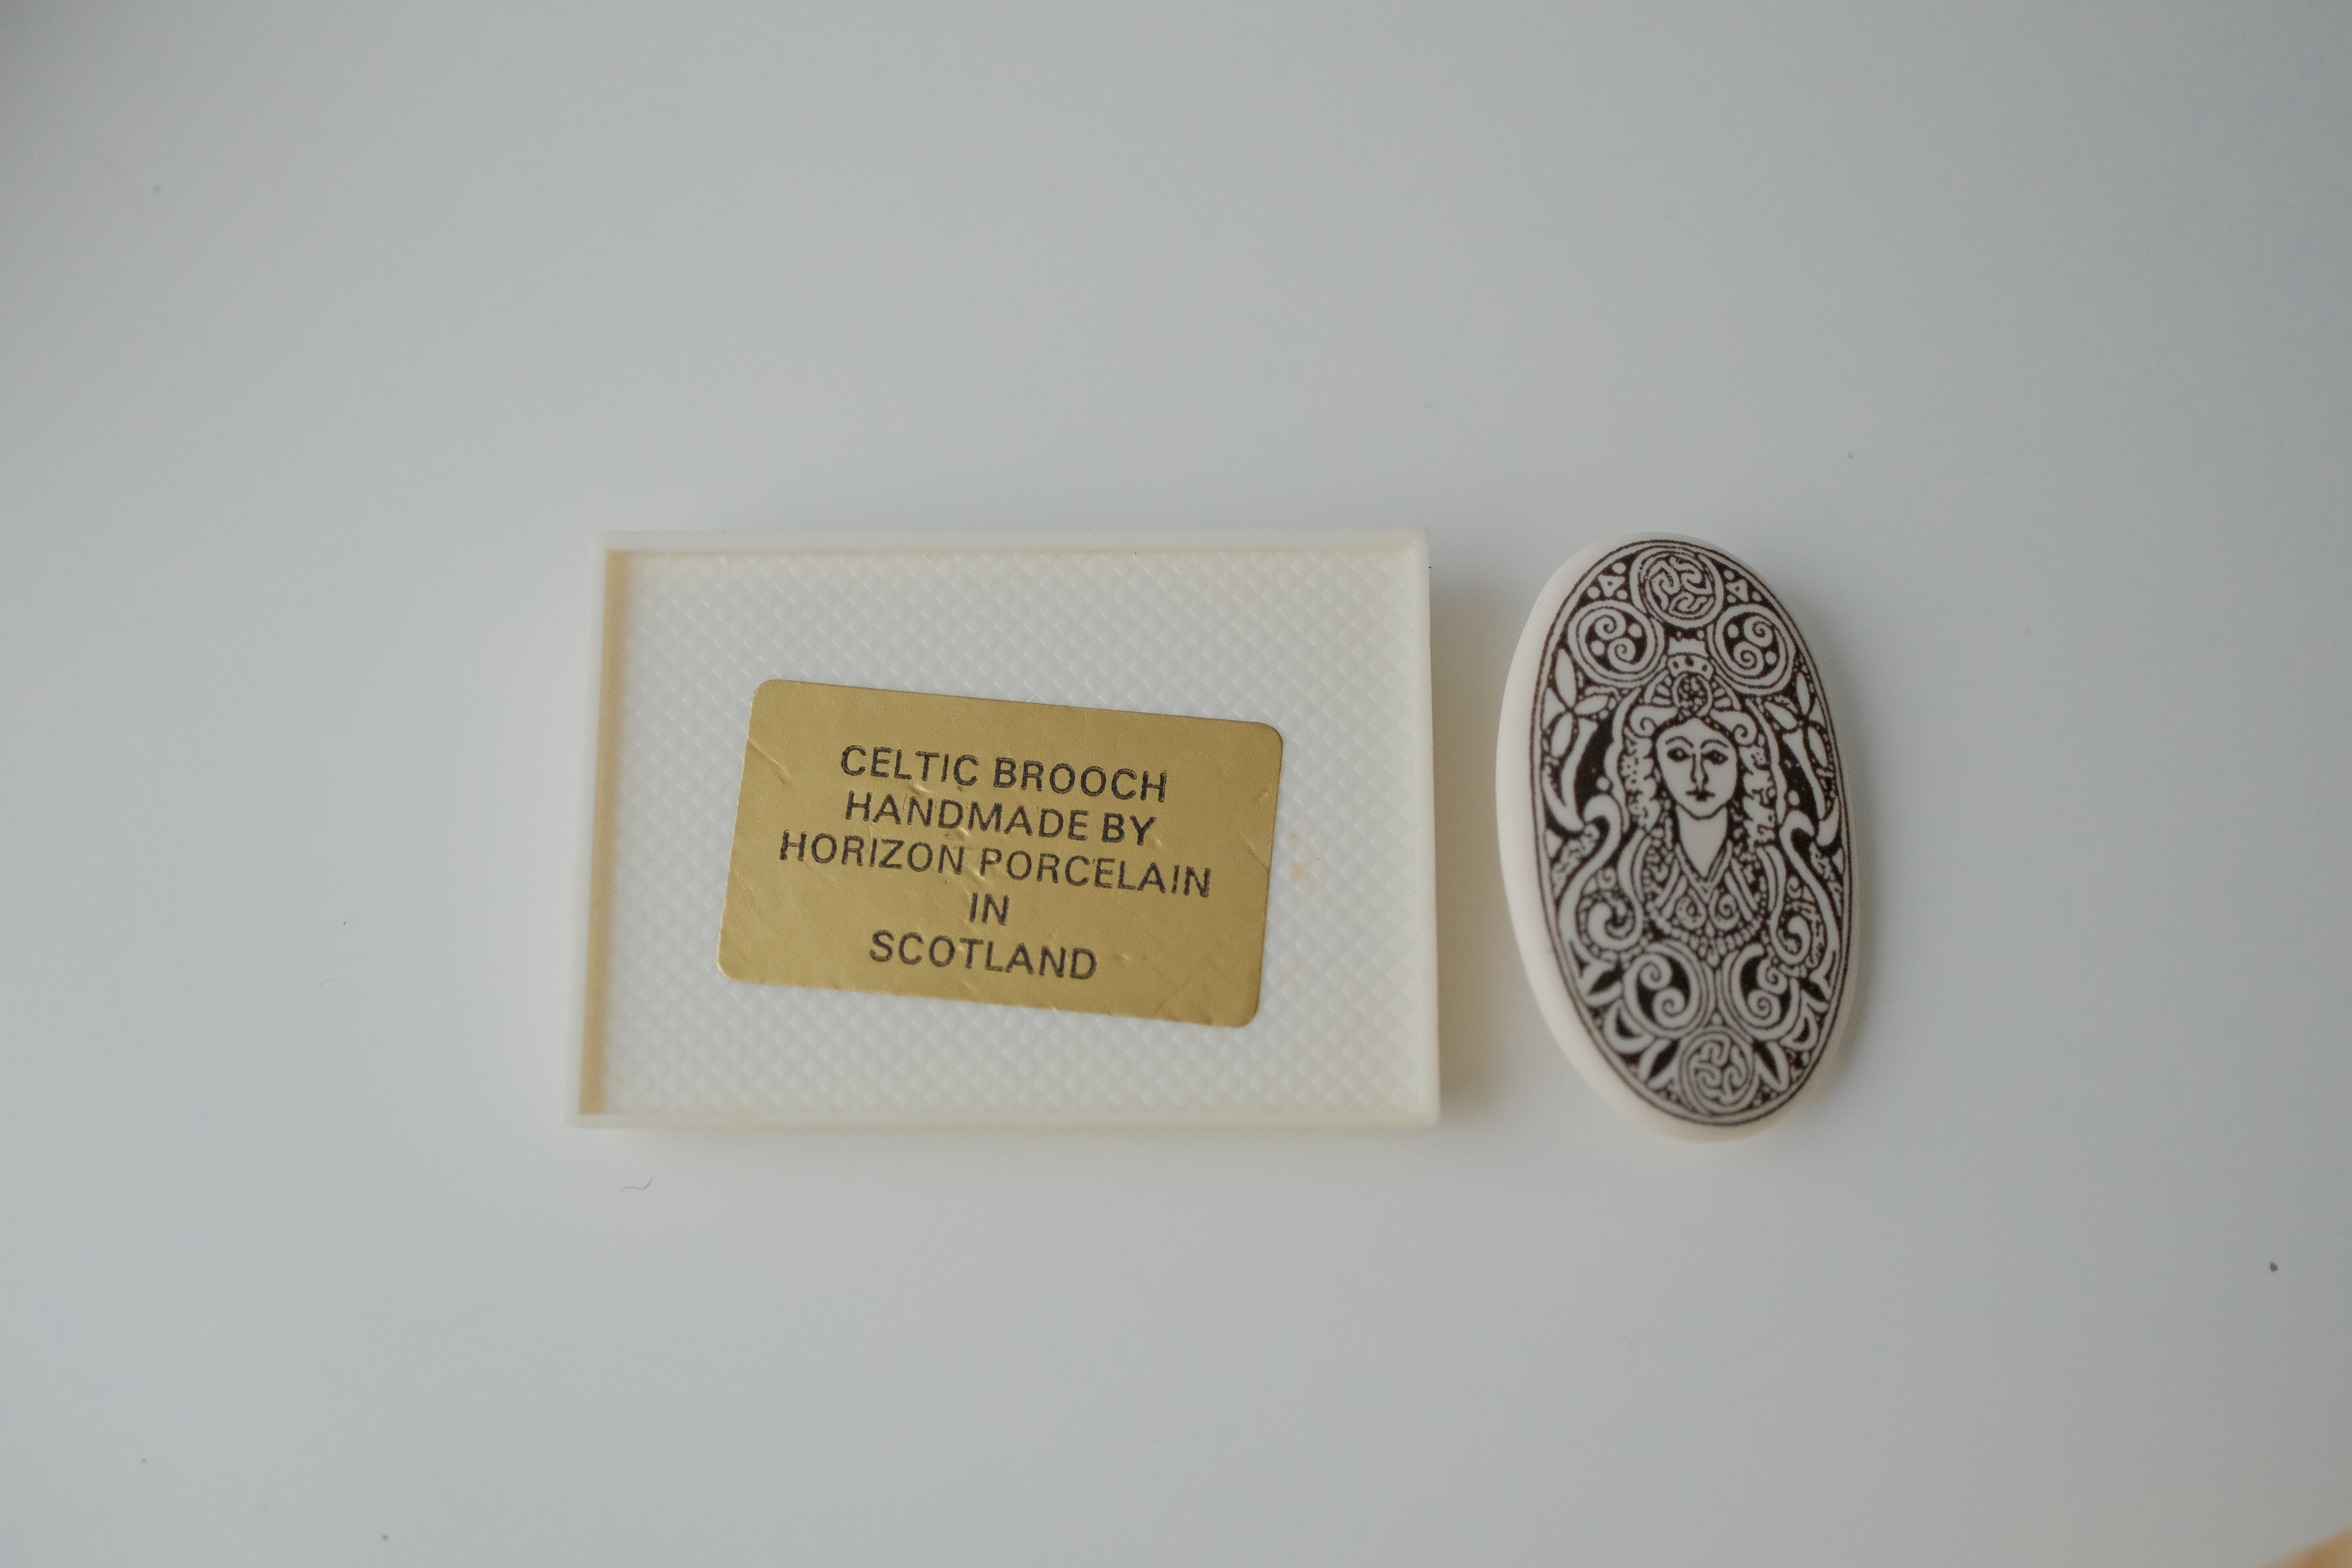 CELTIC BROOCH
HANDMADE BY
HORIZON PORCELAIN
IN
SCOTLAND